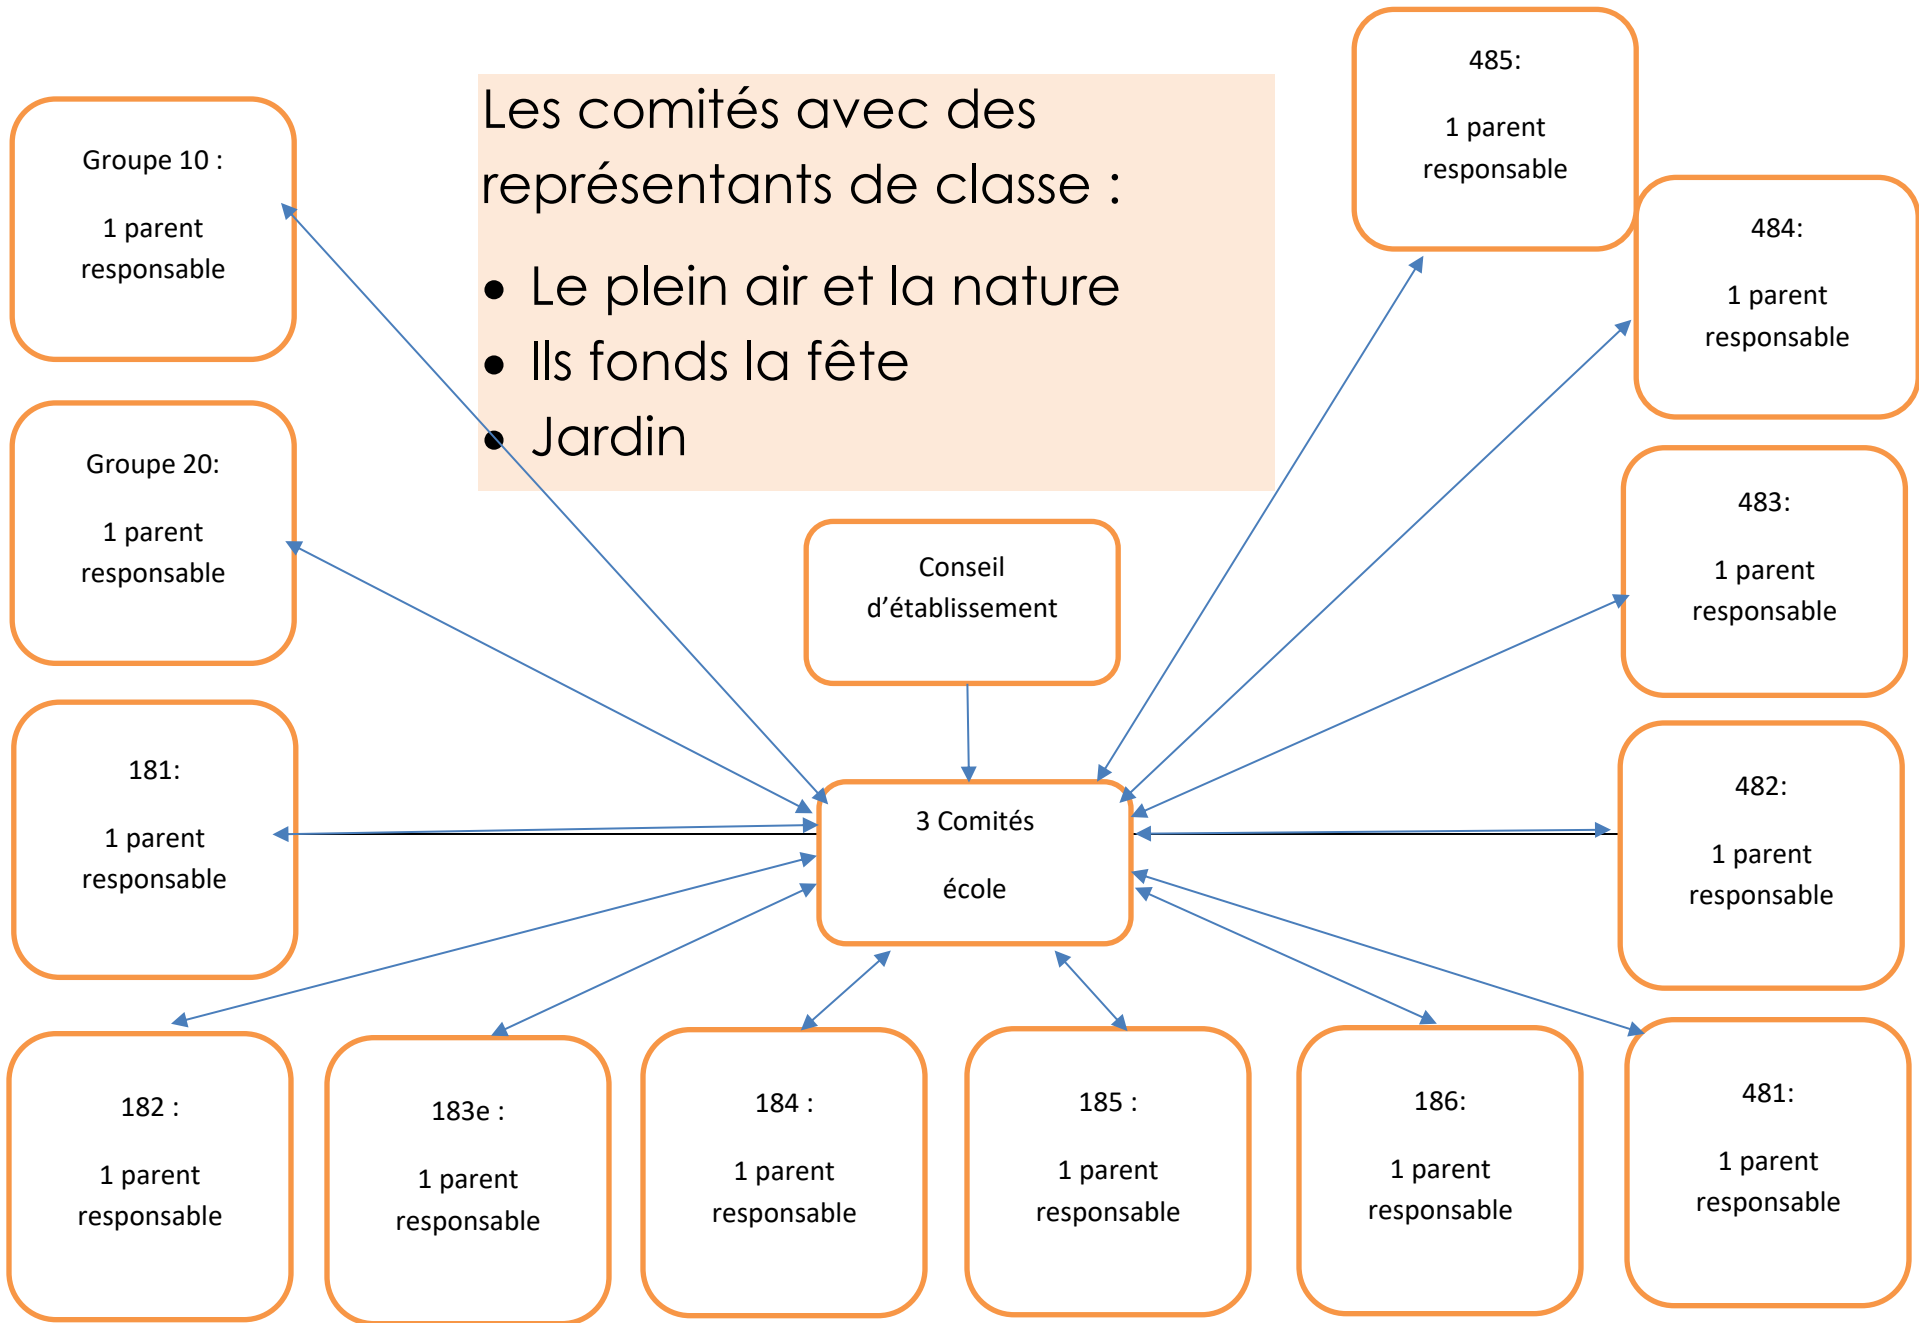 Les comités avec des
représentants de classe :
• Le plein air et la nature
• Ils fonds la fête
• Jardin
Groupe 10 :
1 parent
responsable
Groupe 20:
1 parent
responsable
181:
1 parent
responsable
182 :
1 parent
responsable
183e :
1 parent
responsable
184 :
1 parent
responsable
185 :
1 parent
responsable
186:
1 parent
responsable
481:
1 parent
responsable
482:
1 parent
responsable
483:
1 parent
responsable
484:
1 parent
responsable
485:
1 parent
responsable
Conseil
d’établissement
3 Comités
école